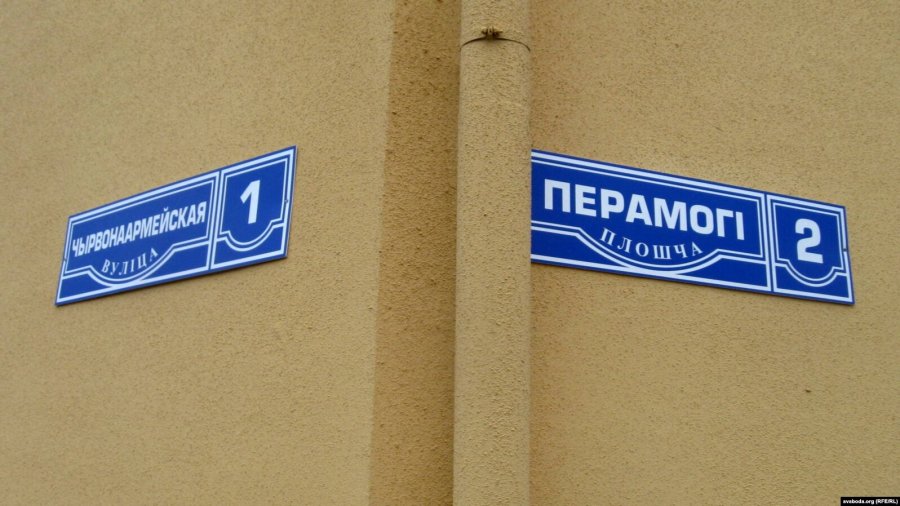 ЧЫРВОНААРМЕЙСКАЯ
ВУЛІЦА
1
ПЕРАМОГІ
ПЛОШЧА
2
svaboda.org (RFE/RL)